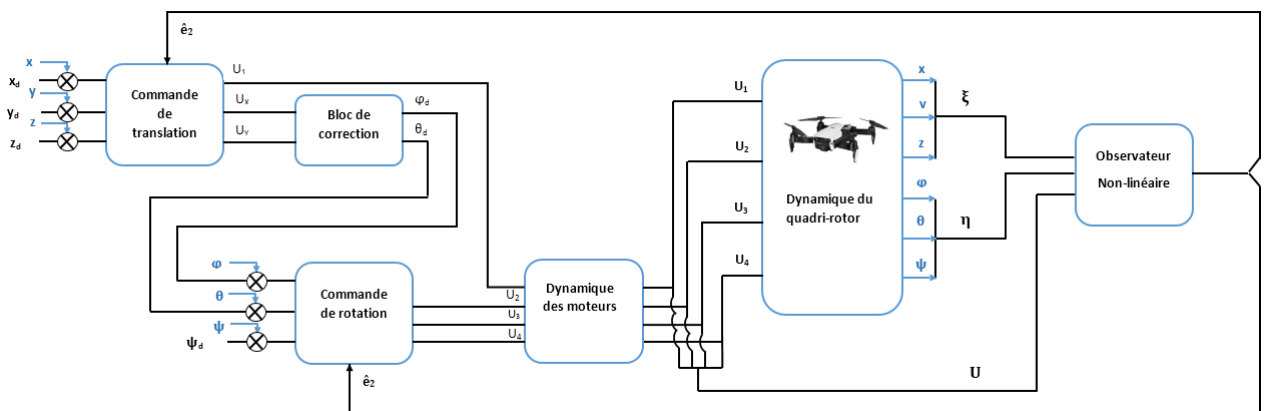 ê2
x
xd
y
yd
z
zd
Commande
de
translation
U1
UX
UY
Bloc de
correction
φd
θd
φ
θ
ψ
ψd
Commande
de rotation
ê2
U2
U3
U4
Dynamique
des moteurs
U1
U2
U3
U4
Dynamique du
quadri-rotor
x
v
z
φ
θ
ψ
ξ
η
U
Observateur
Non-linéaire